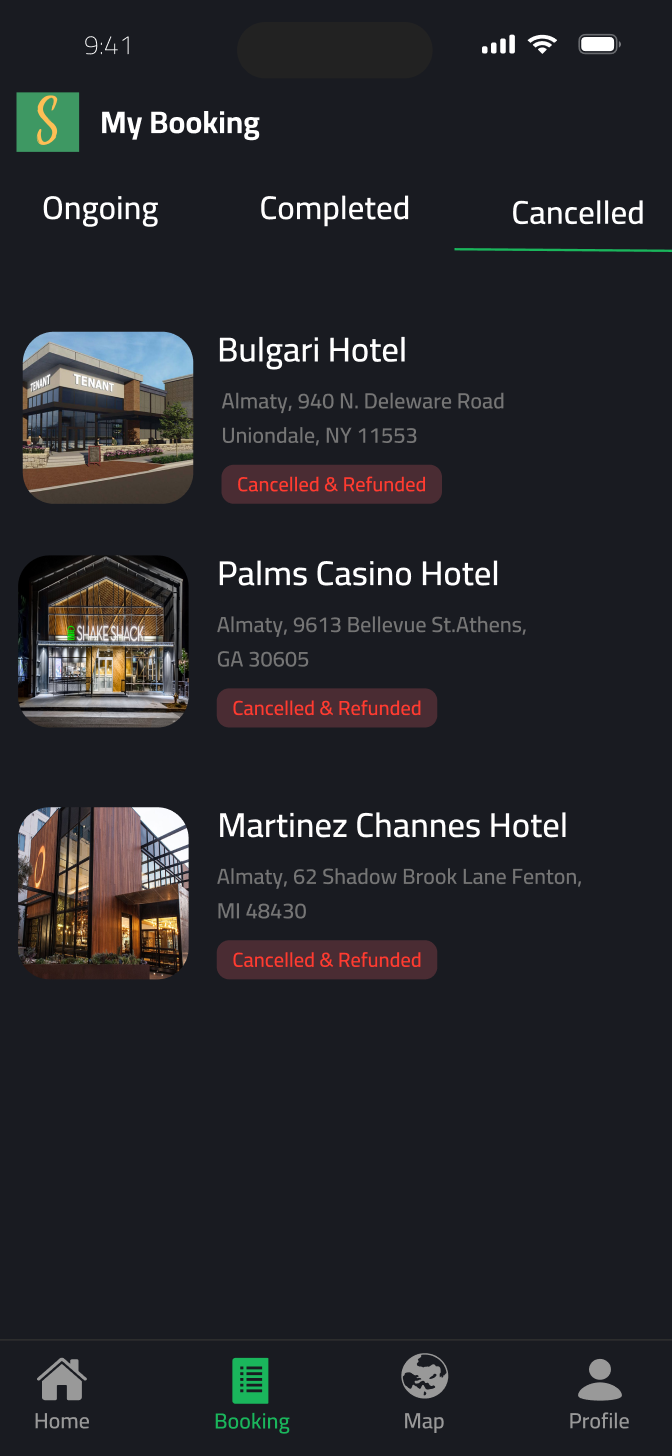 9:41
S
My Booking
Ongoing
Completed
Cancelled
TENANT
TENANT
Bulgari Hotel
Almaty, 940 N. Deleware Road
Uniondale, NY 11553
Cancelled & Refunded
SHAKE SHACK
Palms Casino Hotel
Almaty, 9613 Bellevue St.Athens,
GA 30605
Cancelled & Refunded
Martinez Channes Hotel
Almaty, 62 Shadow Brook Lane Fenton,
MI 48430
Cancelled & Refunded
Home
Booking
Map
Profile